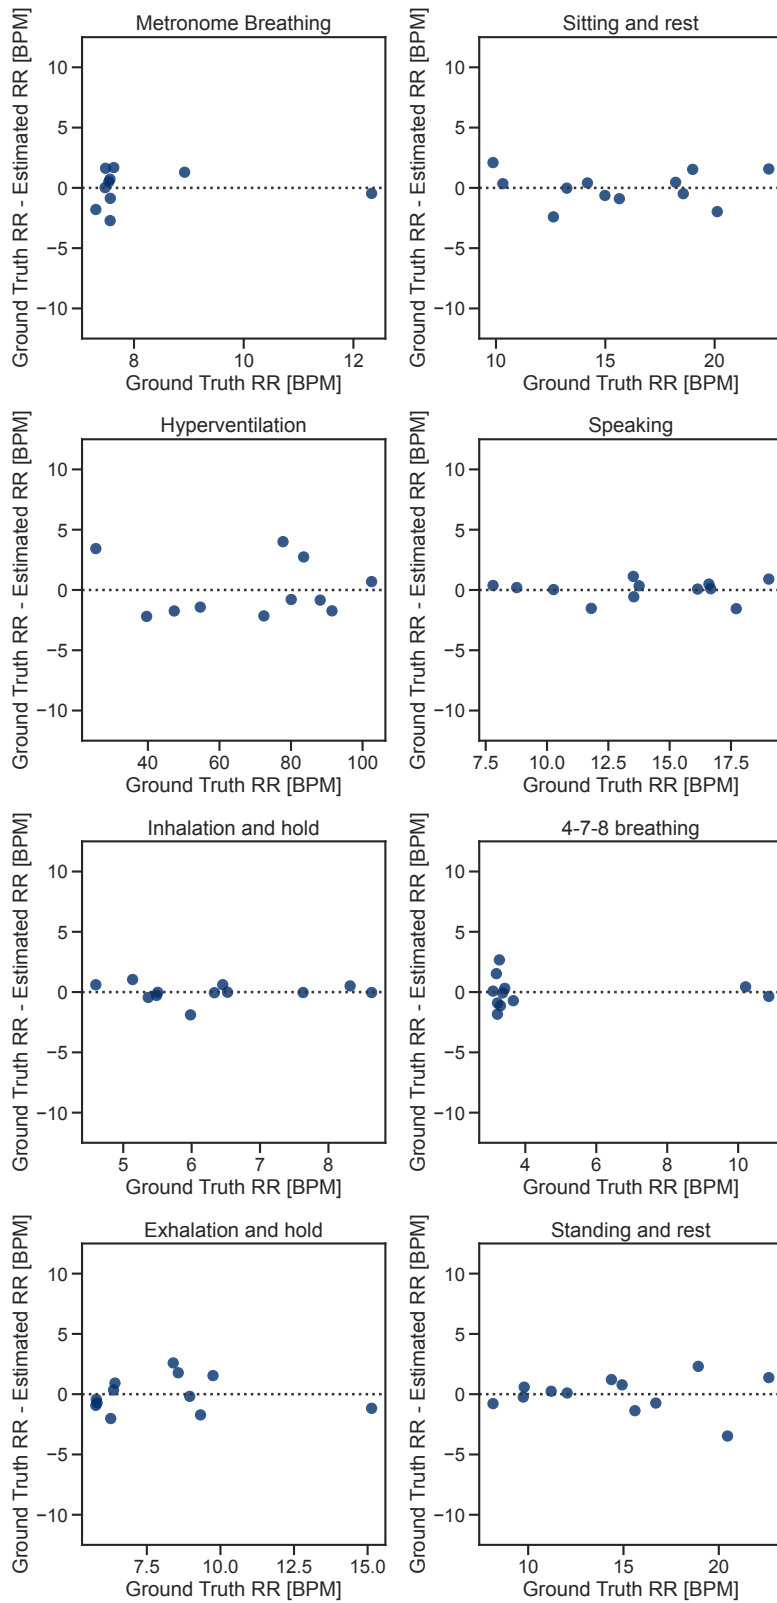 Metronome Breathing
Ground Truth RR - Estimated RR [BPM]
10
5
0
−5
−10
8
10
12
Ground Truth RR [BPM]
Sitting and rest
Ground Truth RR - Estimated RR [BPM]
10
5
0
−5
−10
10
15
20
Ground Truth RR [BPM]
Hyperventilation
Ground Truth RR - Estimated RR [BPM]
10
5
0
−5
−10
40
60
80
100
Ground Truth RR [BPM]
Speaking
Ground Truth RR - Estimated RR [BPM]
10
5
0
−5
−10
7.5
10.0
12.5
15.0
17.5
Ground Truth RR [BPM]
Inhalation and hold
Ground Truth RR - Estimated RR [BPM]
10
5
0
−5
−10
5
6
7
8
Ground Truth RR [BPM]
4-7-8 breathing
Ground Truth RR - Estimated RR [BPM]
10
5
0
−5
−10
4
6
8
10
Ground Truth RR [BPM]
Exhalation and hold
Ground Truth RR - Estimated RR [BPM]
10
5
0
−5
−10
7.5
10.0
12.5
15.0
Ground Truth RR [BPM]
Standing and rest
Ground Truth RR - Estimated RR [BPM]
10
5
0
−5
−10
10
15
20
Ground Truth RR [BPM]